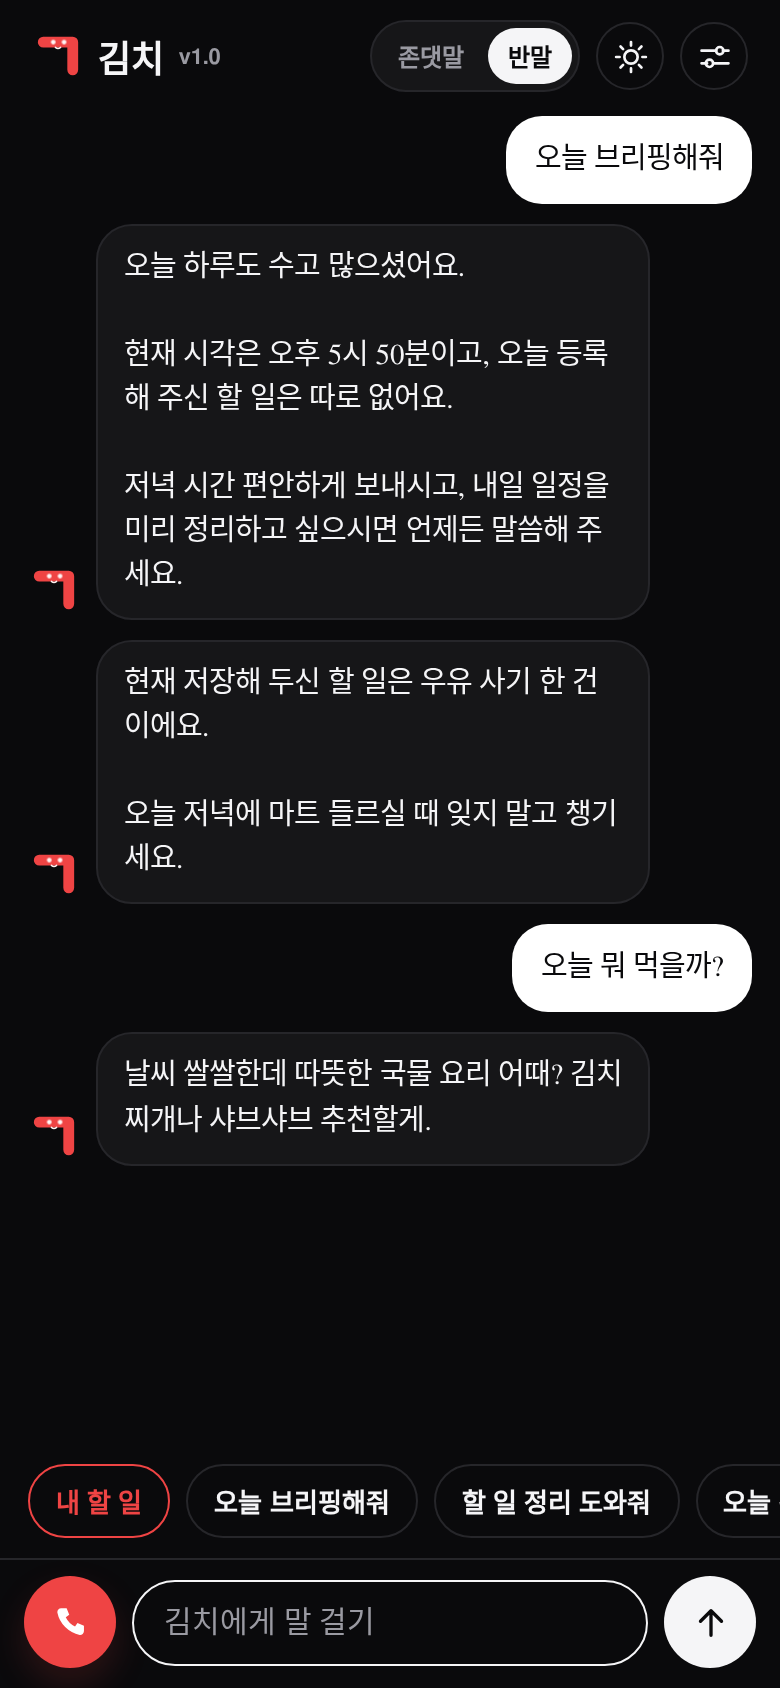 김치 v1.0
존댓말 반말
오늘 브리핑해줘
오늘 하루도 수고 많으셨어요.
현재 시각은 오후 5시 50분이고, 오늘 등록
해 주신 할 일은 따로 없어요.
저녁 시간 편안하게 보내시고, 내일 일정을
미리 정리하고 싶으시면 언제든 말씀해 주
세요.
현재 저장해 두신 할 일은 우유 사기 한 건
이에요.
오늘 저녁에 마트 들르실 때 잊지 말고 챙기
세요.
오늘 뭐 먹을까?
날씨 쌀쌀한데 따뜻한 국물 요리 어때? 김치
찌개나 샤브샤브 추천할게.
내 할 일 오늘 브리핑해줘 할 일 정리 도와줘 오늘
김치에게 말 걸기